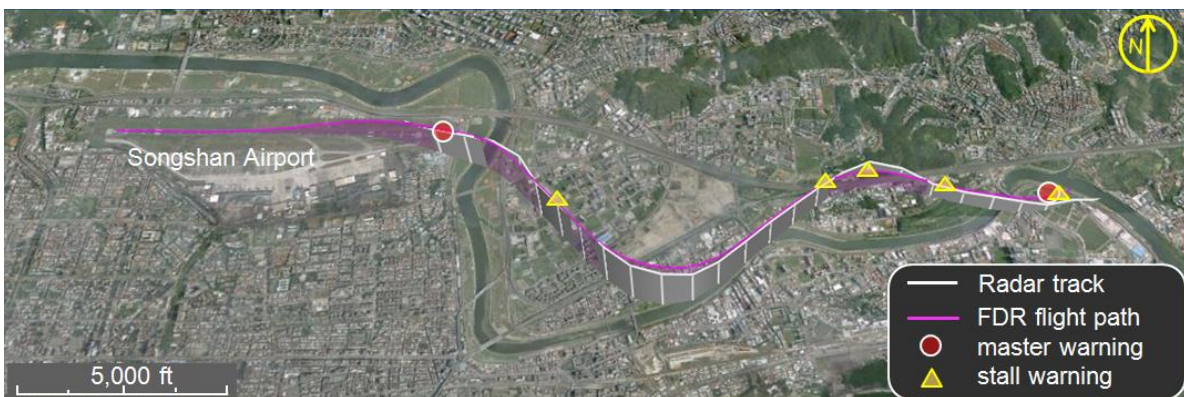 N
Songshan Airport
5,000 ft
Radar track
FDR flight path
master warning
stall warning